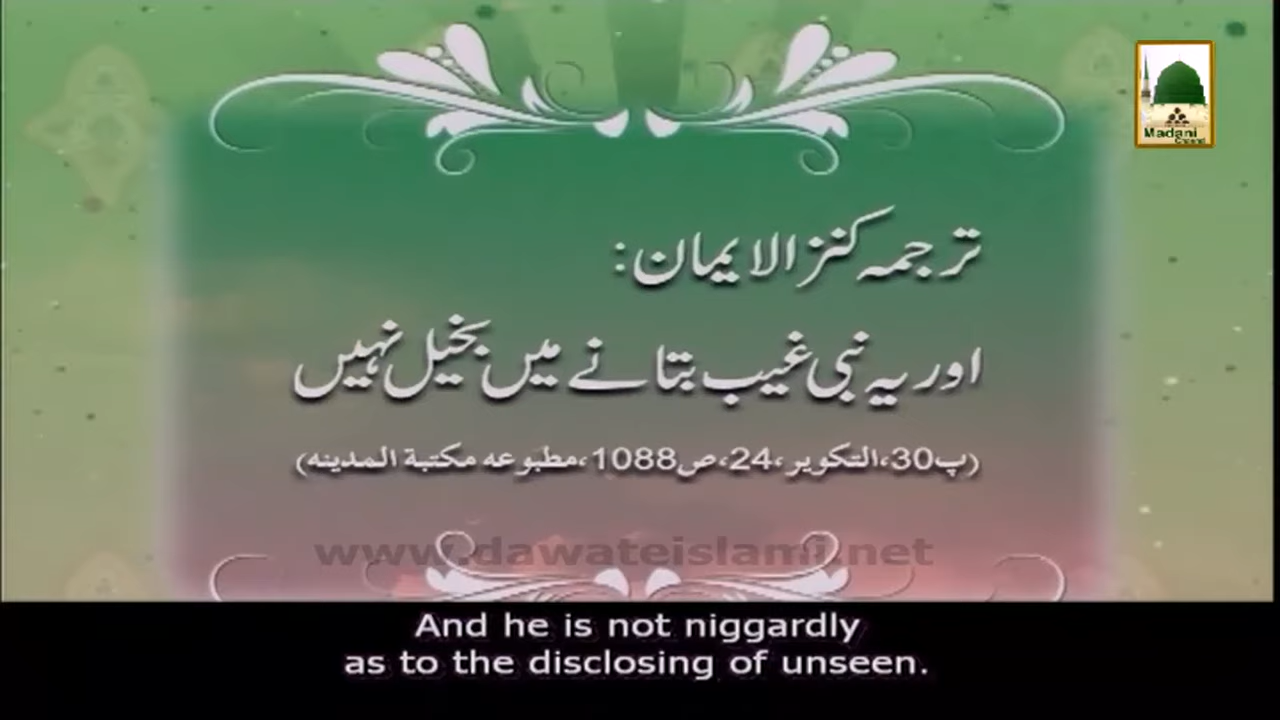 Madani
Channel
ترجمہ کنز الایمان:
اور یہ نبی غیب بتانے میں بخیل نہیں
(پ30،التکویر،24،ص1088،مطبوعہ مکتبۃ المدینہ)
www.dawateislami.net
And he is not niggardly
as to the disclosing of unseen.